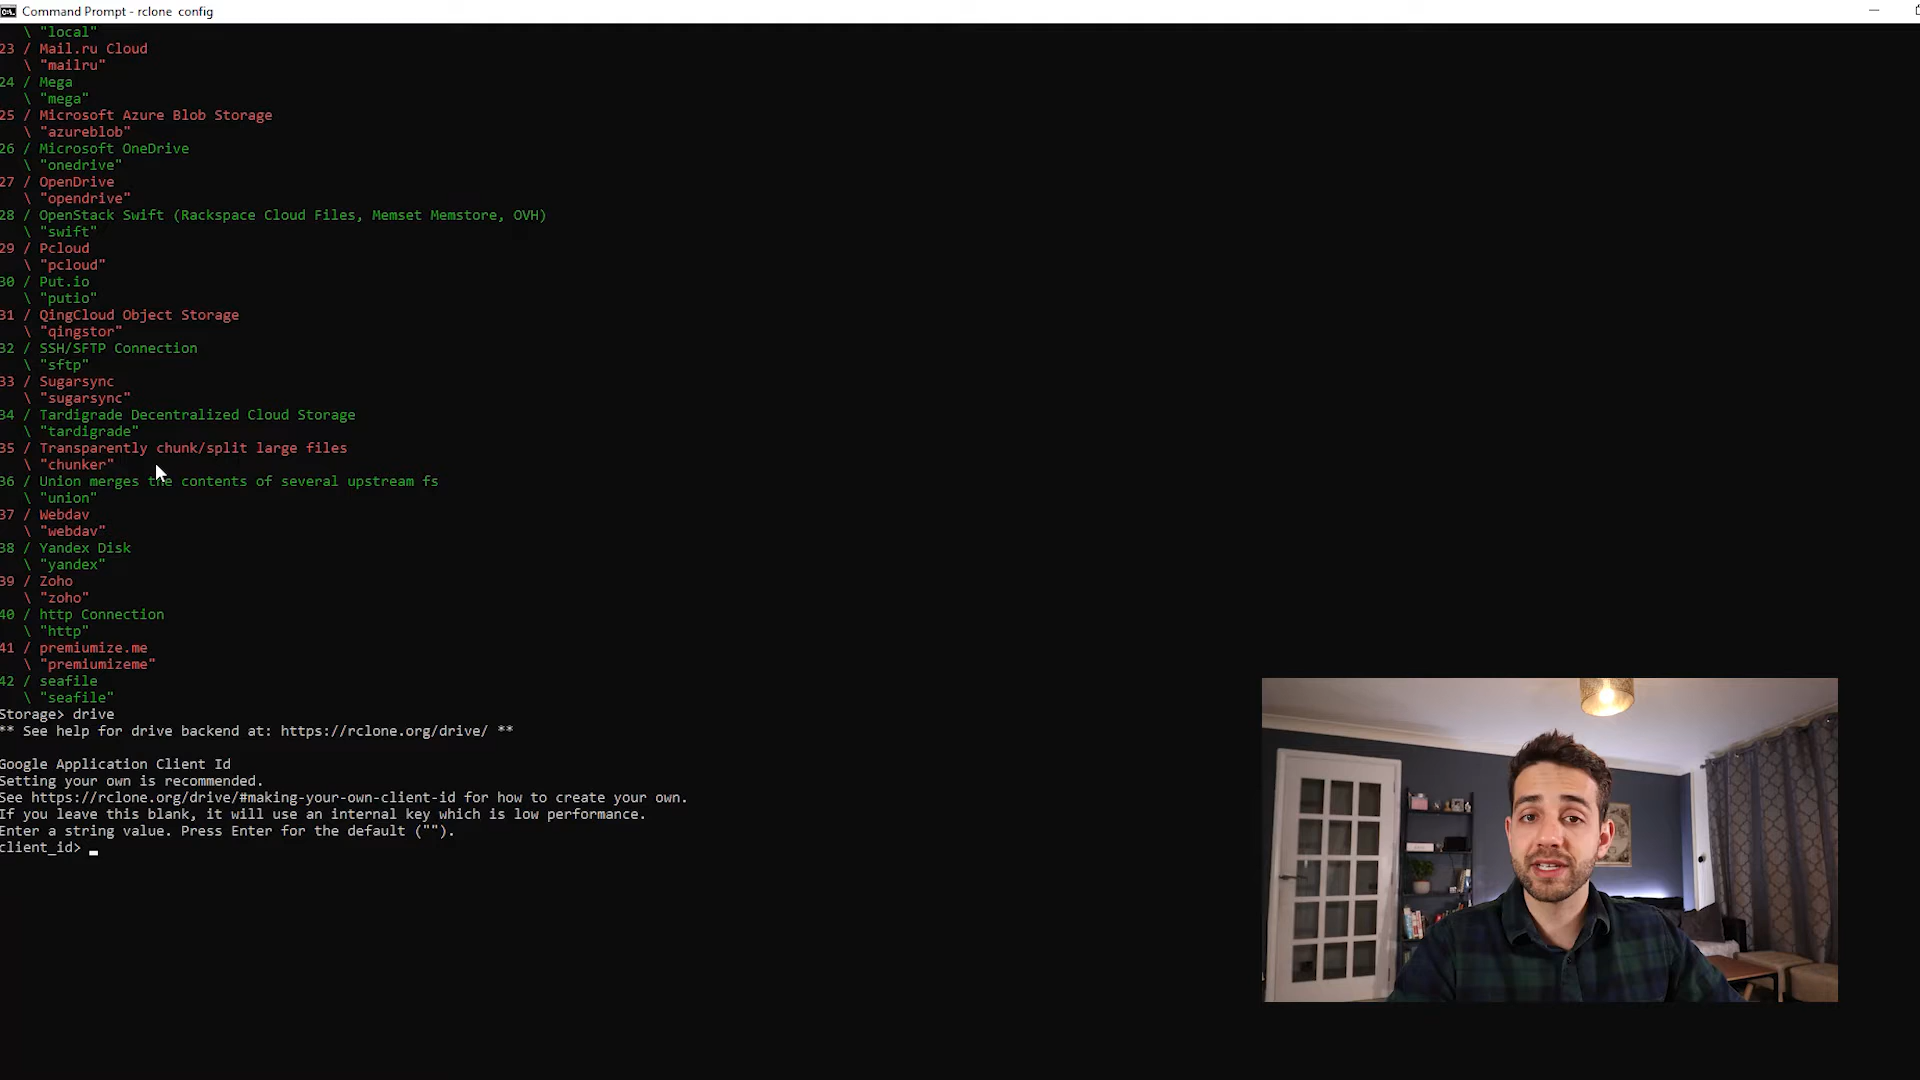 Command Prompt - rclone  config
\ "local"
23 / Mail.ru Cloud
\ "mailru"
24 / Mega
\ "mega"
25 / Microsoft Azure Blob Storage
\ "azureblob"
26 / Microsoft OneDrive
\ "onedrive"
27 / OpenDrive
\ "opendrive"
28 / OpenStack Swift (Rackspace Cloud Files, Memset Memstore, OVH)
\ "swift"
29 / Pcloud
\ "pcloud"
30 / Put.io
\ "putio"
31 / QingCloud Object Storage
\ "qingstor"
32 / SSH/SFTP Connection
\ "sftp"
33 / Sugarsync
\ "sugarsync"
34 / Tardigrade Decentralized Cloud Storage
\ "tardigrade"
35 / Transparently chunk/split large files
\ "chunker"
36 / Union merges the contents of several upstream fs
\ "union"
37 / Webdav
\ "webdav"
38 / Yandex Disk
\ "yandex"
39 / Zoho
\ "zoho"
40 / http Connection
\ "http"
41 / premiumize.me
\ "premiumizeme"
42 / seafile
\ "seafile"
Storage> drive
** See help for drive backend at: https://rclone.org/drive/ **
Google Application Client Id
Setting your own is recommended.
See https://rclone.org/drive/#making-your-own-client-id for how to create your own.
If you leave this blank, it will use an internal key which is low performance.
Enter a string value. Press Enter for the default ("").
client_id>